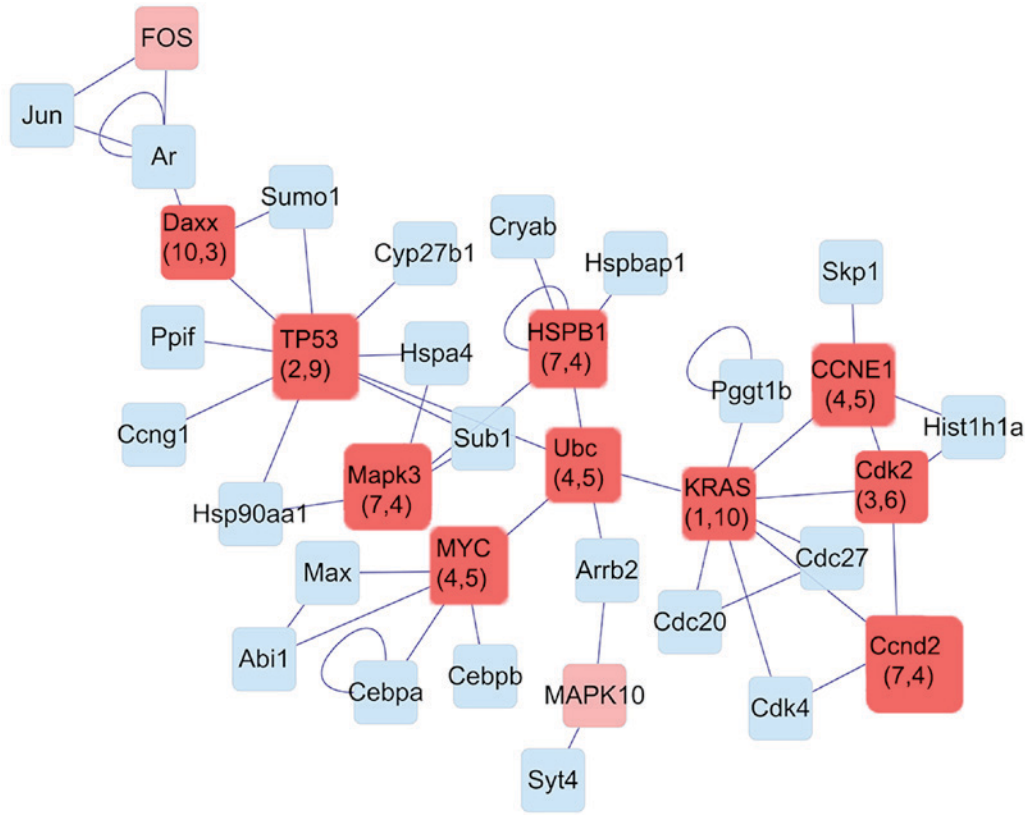 FOS
Jun
Ar
Sumo1
Daxx
(10,3)
Cyp27b1
Cryab
Hspbap1
Skp1
Ppif
TP53
(2,9)
Hspa4
HSPB1
(7,4)
Pggt1b
CCNE1
(4,5)
Ccng1
Sub1
Hist1h1a
Mapk3
(7,4)
Ubc
(4,5)
KRAS
(1,10)
Cdk2
(3,6)
Hsp90aa1
MYC
(4,5)
Max
Arrb2
Cdc27
Cdc20
Abi1
Cebpa
Cebpb
MAPK10
Cdk4
Ccnd2
(7,4)
Syt4